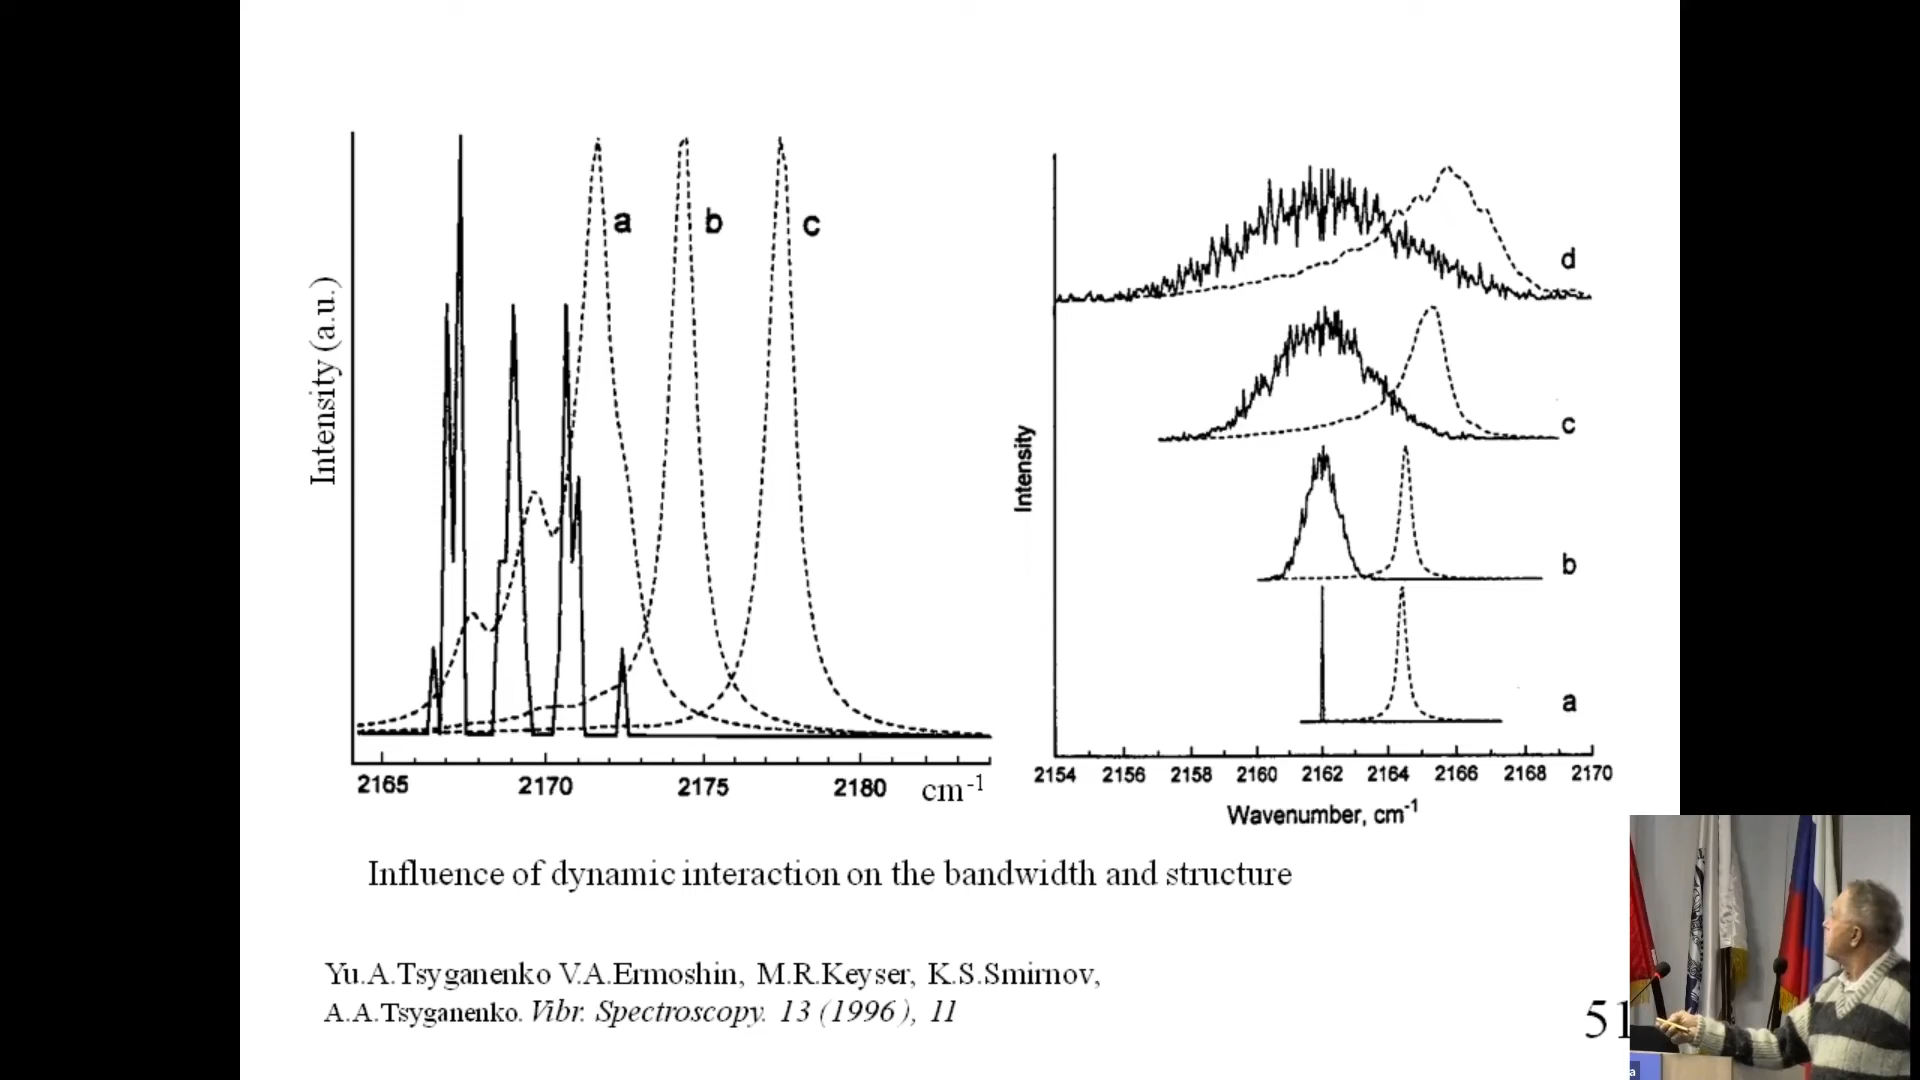 a
b
c
Intensity (a.u.)
2165
2170
2175
2180
cm-1
d
c
b
a
Intensity
2154
2156
2158
2160
2162
2164
2166
2168
2170
Wavenumber, cm-1
Influence of dynamic interaction on the bandwidth and structure
Yu.A.Tsyganenko V.A.Ermoshin, M.R.Keyser, K.S.Smirnov,
A.A.Tsyganenko. Vibr. Spectroscopy. 13 (1996), 11
51
a